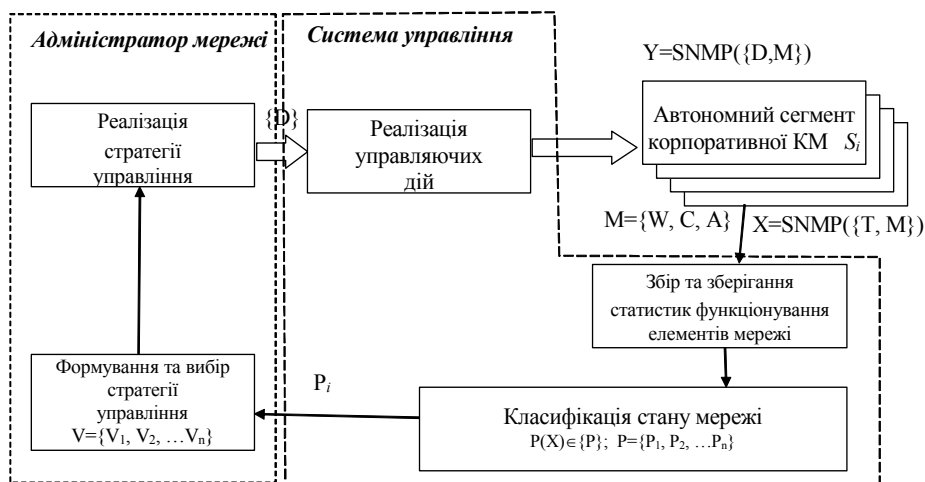 Адміністратор мережі
Система управління
Y=SNMP({D,M})
Реалізація
стратегії
управління
{D}
Реалізація
управляючих
дій
Автономний сегмент
корпоративної КМ Si
M={W, C, A}
X=SNMP({T, M})
Збір та зберігання
статистик функціонування
елементів мережі
Формування та вибір
стратегії
управління
V={V1, V2, …Vn}
Pi
Класифікація стану мережі
P(X)∈{P}; P={P1, P2, …Pn}